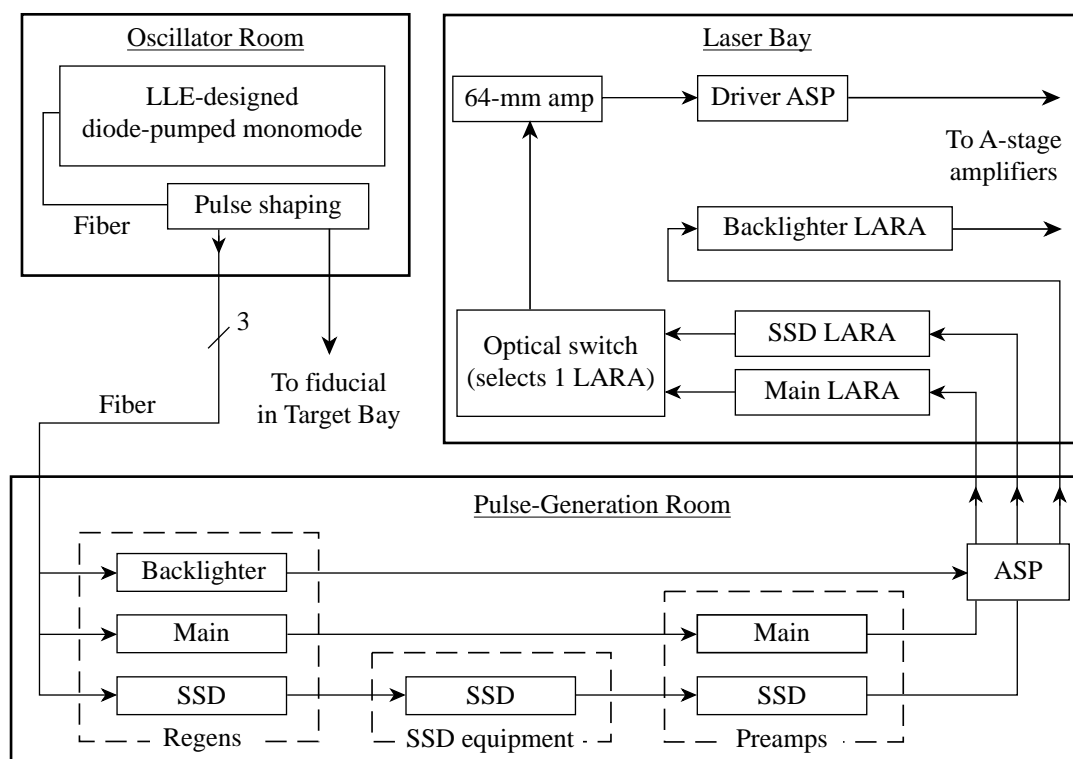 Oscillator Room
LLE-designed
diode-pumped monomode
Fiber
Pulse shaping
3
To fiducial
in Target Bay
Fiber
Laser Bay
64-mm amp
Driver ASP
To A-stage
amplifiers
Backlighter LARA
Optical switch
(selects 1 LARA)
SSD LARA
Main LARA
Pulse-Generation Room
Backlighter
ASP
Main
Main
SSD
SSD
SSD
Regens
SSD equipment
Preamps